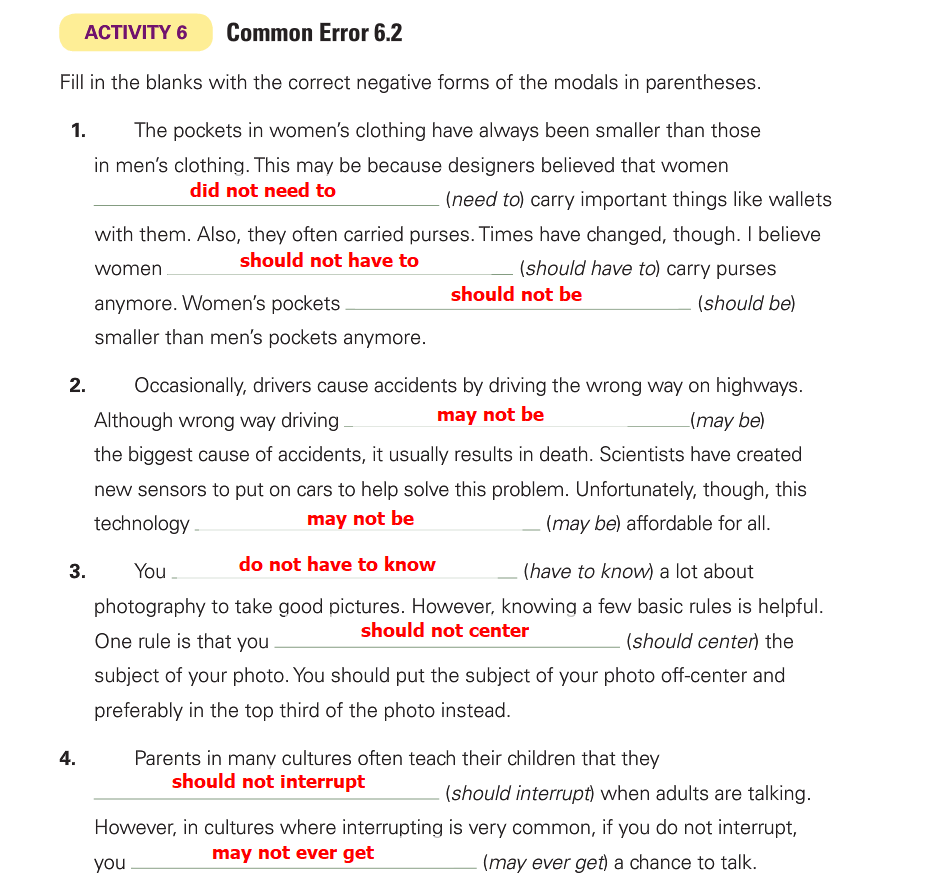 ACTIVITY 6 Common Error 6.2
Fill in the blanks with the correct negative forms of the modals in parentheses.
1. The pockets in women's clothing have always been smaller than those
in men's clothing. This may be because designers believed that women
did not need to (need to) carry important things like wallets
with them. Also, they often carried purses. Times have changed, though. I believe
women should not have to (should have to) carry purses
anymore. Women's pockets should not be (should be)
smaller than men's pockets anymore.
2. Occasionally, drivers cause accidents by driving the wrong way on highways.
Although wrong way driving may not be (may be)
the biggest cause of accidents, it usually results in death. Scientists have created
new sensors to put on cars to help solve this problem. Unfortunately, though, this
technology may not be (may be) affordable for all.
3. You do not have to know (have to know) a lot about
photography to take good pictures. However, knowing a few basic rules is helpful.
One rule is that you should not center (should center) the
subject of your photo. You should put the subject of your photo off-center and
preferably in the top third of the photo instead.
4. Parents in many cultures often teach their children that they
should not interrupt (should interrupt) when adults are talking.
However, in cultures where interrupting is very common, if you do not interrupt,
you may not ever get (may ever get) a chance to talk.